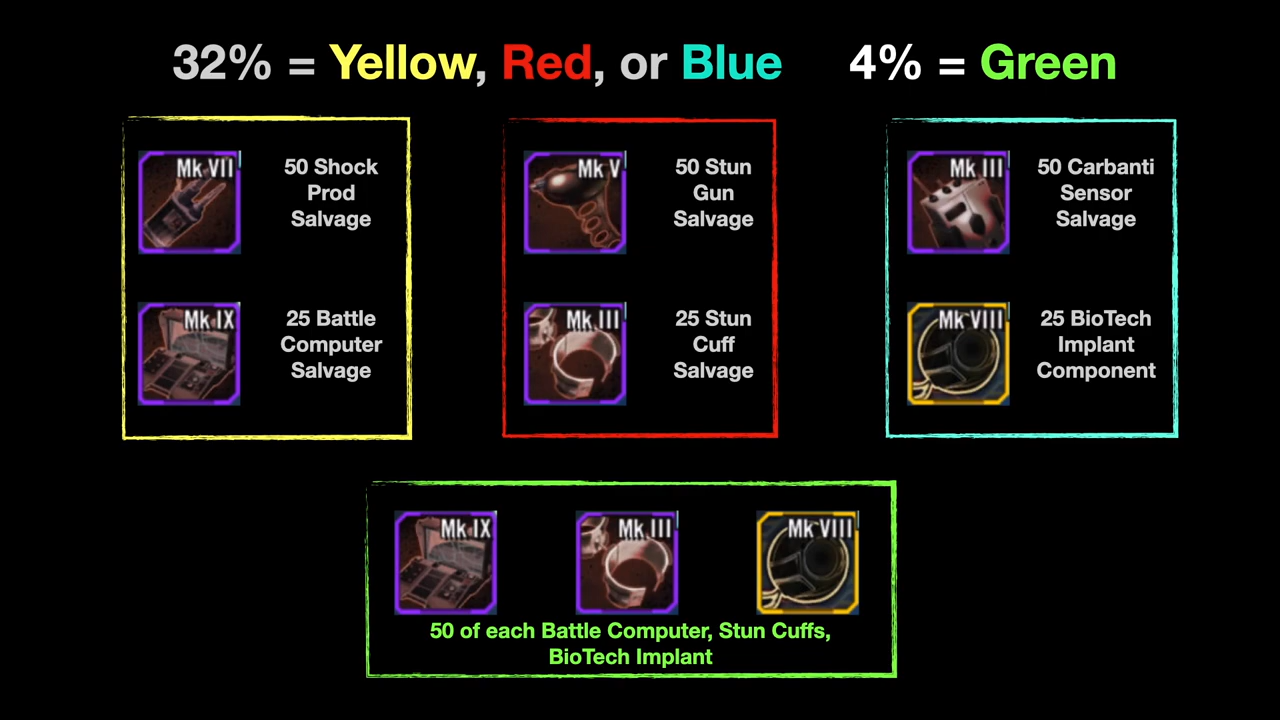 32% = Yellow, Red, or Blue
4% = Green
Mk VII
50 Shock
Prod
Salvage
Mk IX
25 Battle
Computer
Salvage
Mk V
50 Stun
Gun
Salvage
Mk III
25 Stun
Cuff
Salvage
Mk III
50 Carbanti
Sensor
Salvage
Mk VIII
25 BioTech
Implant
Component
Mk IX
Mk III
Mk VIII
50 of each Battle Computer, Stun Cuffs,
BioTech Implant